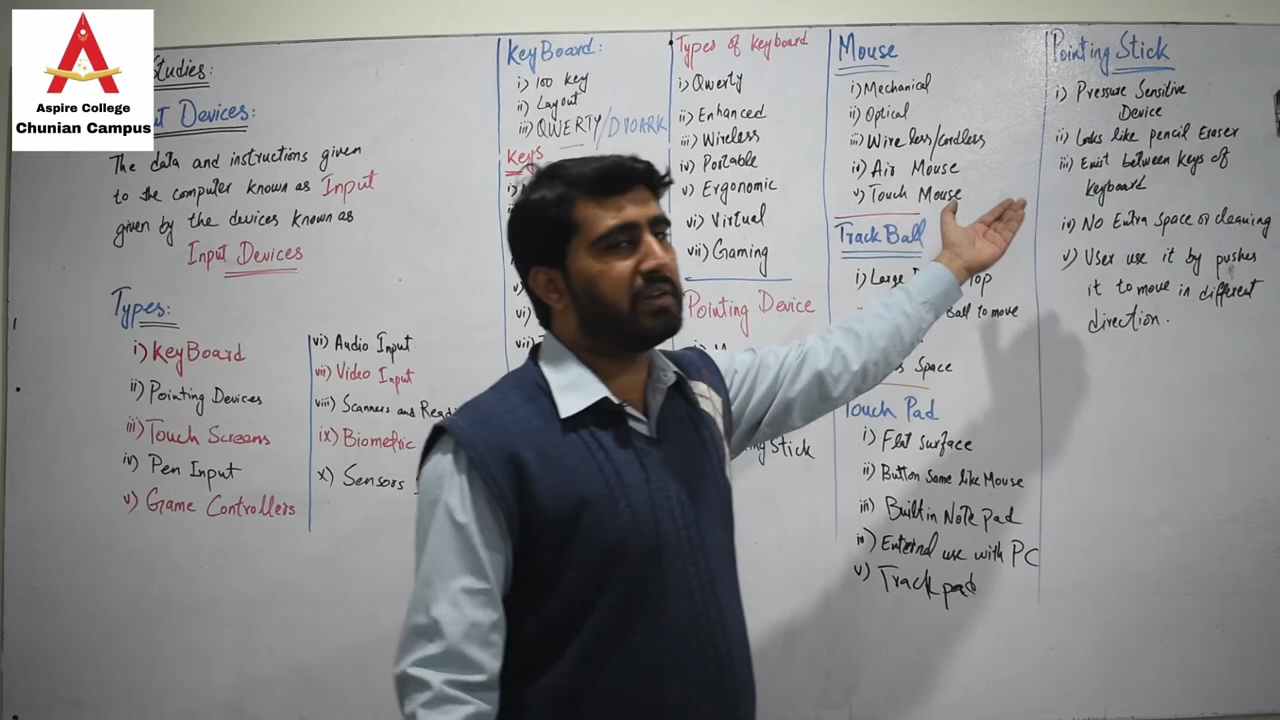 Aspire College
Chunian Campus
Studies:
Devices:
The data and instructions given
to the computer known as Input
given by the devices known as
Input Devices
Types:
i) KeyBoard
ii) Pointing Devices
iii) Touch Screens
iv) Pen Input
v) Game Controllers
vi) Audio Input
vii) Video Input
viii) Scanners and
ix) Biometric
x) Sensors
KeyBoard:
i) 100 key
ii) Layout
iii) QWERTY/DVOARK
Keys
i)
v)
vi)
vii)
Types of keyboard
i) Qwerty
ii) Enhanced
iii) Wireless
iv) Portable
v) Ergonomic
vi) Virtual
vii) Gaming
Pointing Device
Stick
Mouse
i) Mechanical
ii) Optical
iii) Wireless/Cordless
iv) Air Mouse
v) Touch Mouse
Track Ball
i) Large
Ball to move
Space
Touch Pad
i) Flat surface
ii) Button Same like Mouse
iii) Builtin Note pad
iv) External use with PC
v) Track pad
Pointing Stick
i) Pressure Sensitive
Device
ii) Looks like pencil Eraser
iii) Exist between keys of
keyboard
iv) No Extra Space or cleaning
v) User use it by pushes
it to move in different
direction.